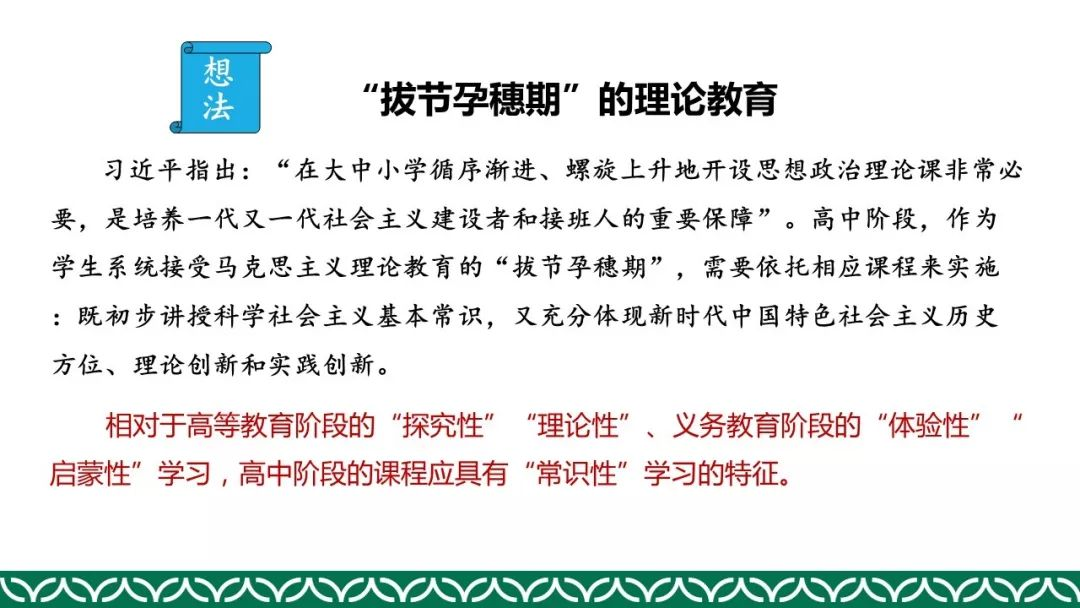 想
法
“拔节孕穗期”的理论教育
习近平指出：“在大中小学循序渐进、螺旋上升地开设思想政治理论课非常必
要，是培养一代又一代社会主义建设者和接班人的重要保障”。高中阶段，作为
学生系统接受马克思主义理论教育的“拔节孕穗期”，需要依托相应课程来实施
：既初步讲授科学社会主义基本常识，又充分体现新时代中国特色社会主义历史
方位、理论创新和实践创新。
相对于高等教育阶段的“探究性”“理论性”、义务教育阶段的“体验性”“
启蒙性”学习，高中阶段的课程应具有“常识性”学习的特征。